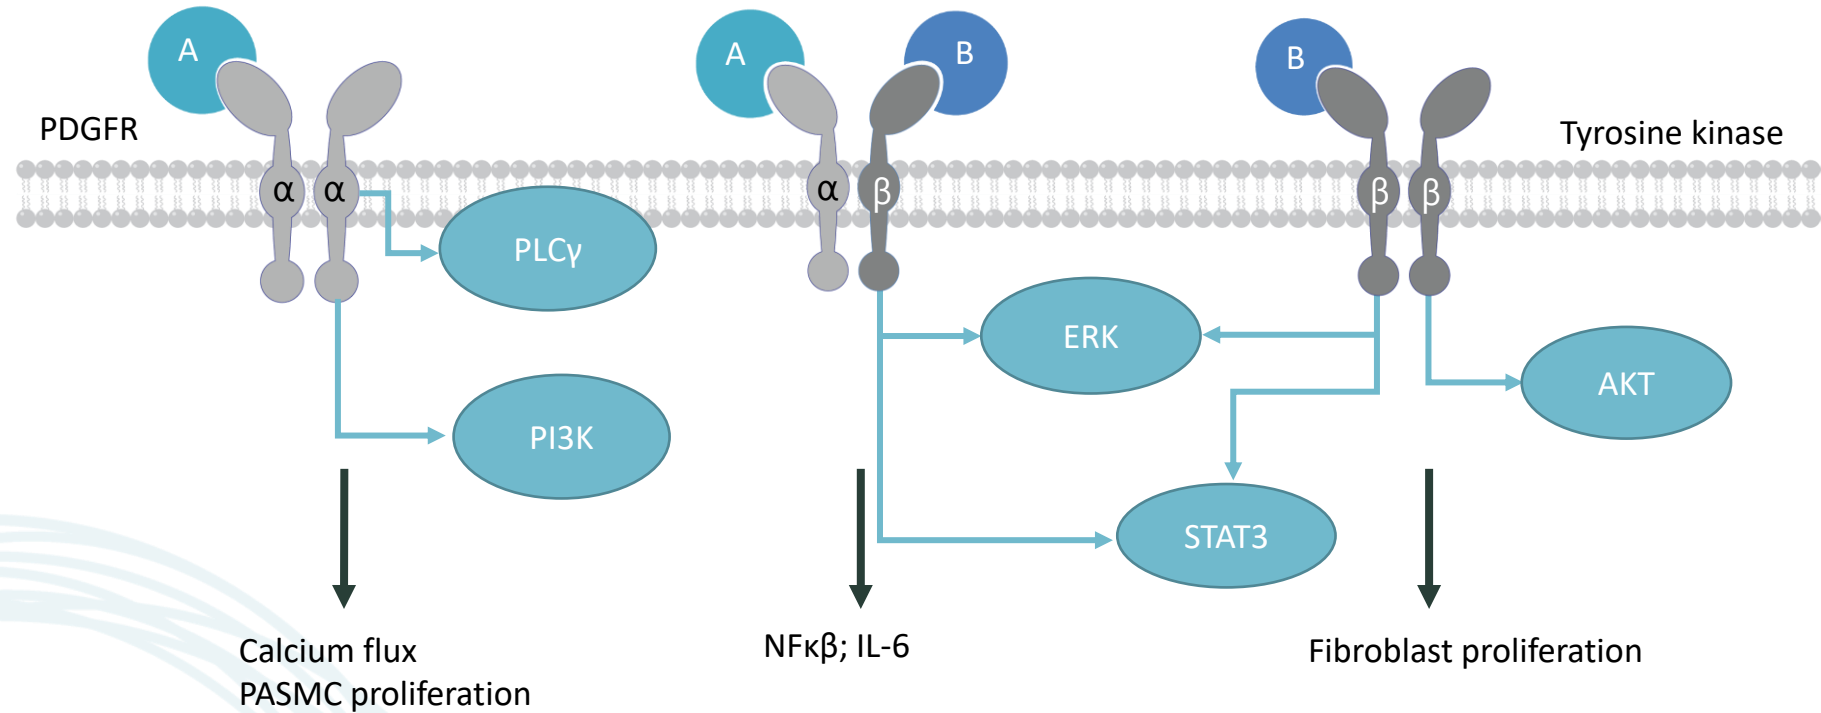 A
A
B
B
PDGFR
Tyrosine kinase
α
α
α
β
β
β
PLCγ
ERK
AKT
PI3K
STAT3
Calcium flux
PASMC proliferation
NFκβ; IL-6
Fibroblast proliferation